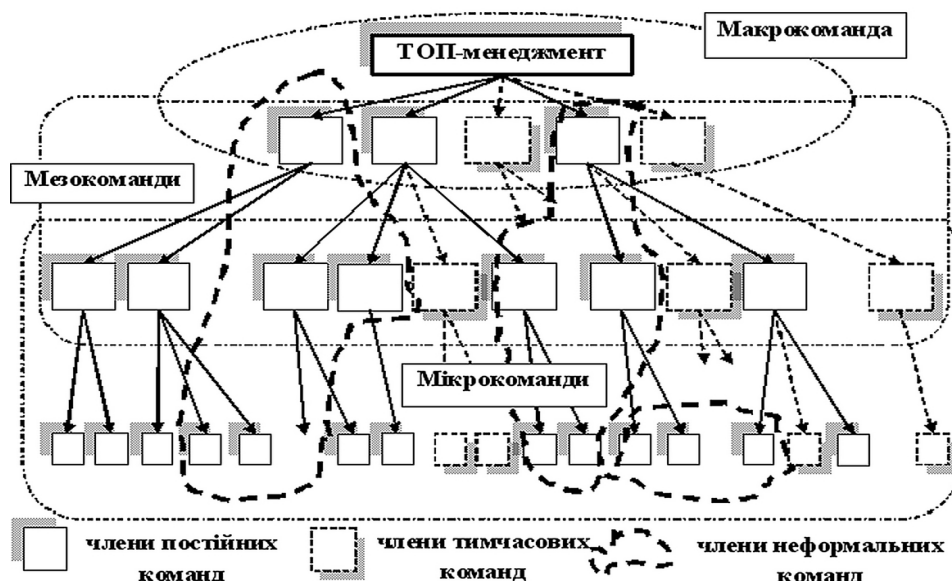 Макрокоманда
ТОП-менеджмент
Мезокоманди
Мікрокоманди
члени постійних
команд
члени тимчасових
команд
члени неформальних
команд